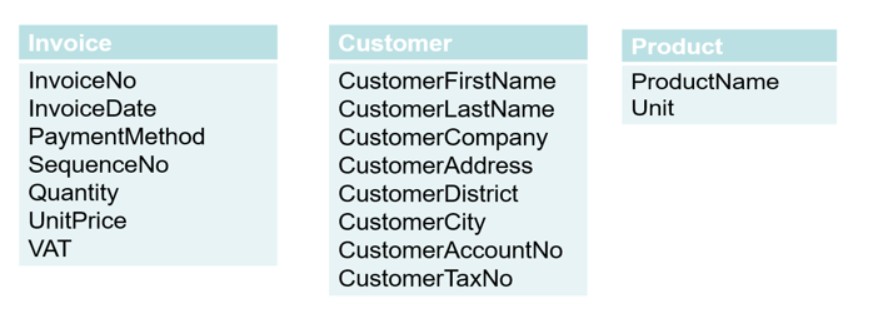 Invoice
InvoiceNo
InvoiceDate
PaymentMethod
SequenceNo
Quantity
UnitPrice
VAT
Customer
CustomerFirstName
CustomerLastName
CustomerCompany
CustomerAddress
CustomerDistrict
CustomerCity
CustomerAccountNo
CustomerTaxNo
Product
ProductName
Unit